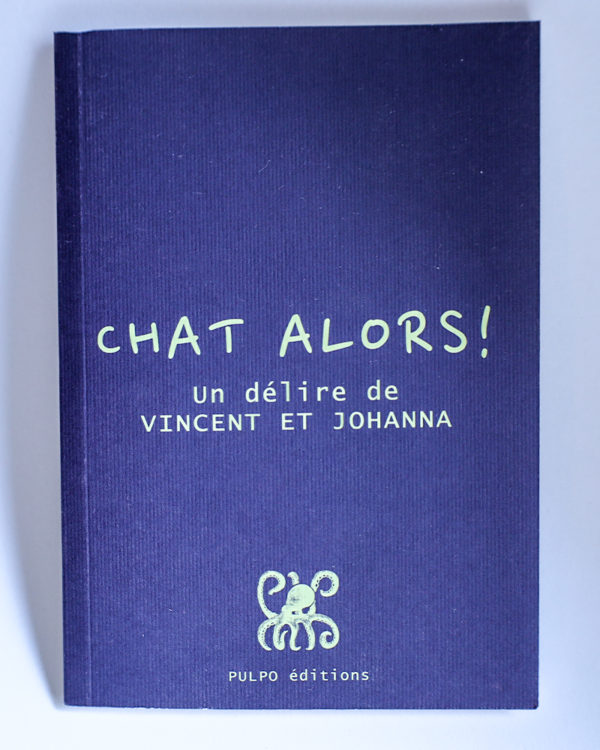 CHAT ALORS!
Un délire de
VINCENT ET JOHANNA
PULPO éditions